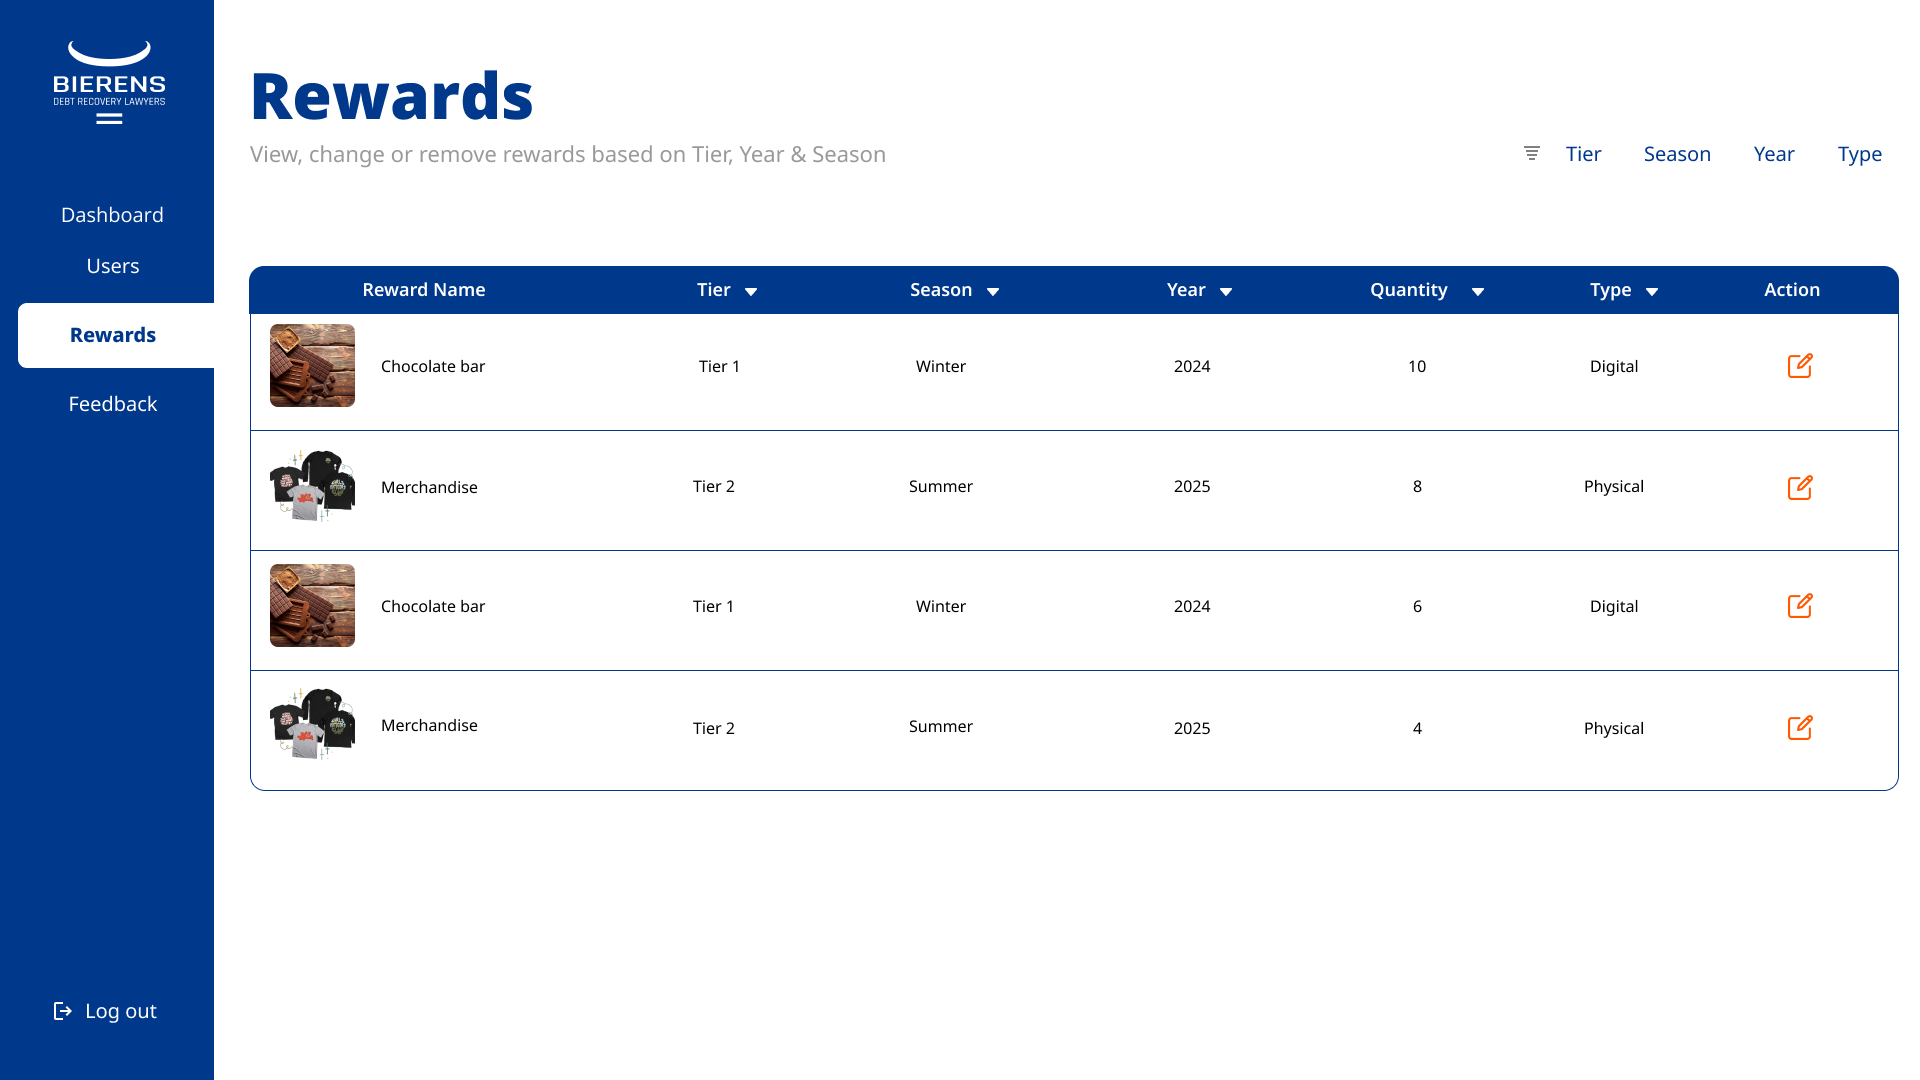 BIERENS
DEBT RECOVERY LAWYERS
Dashboard
Users
Rewards
Feedback
Log out
Rewards
View, change or remove rewards based on Tier, Year & Season
Tier Season Year Type
Reward Name Tier Season Year Quantity Type Action
Chocolate bar Tier 1 Winter 2024 10 Digital
Merchandise Tier 2 Summer 2025 8 Physical
Chocolate bar Tier 1 Winter 2024 6 Digital
Merchandise Tier 2 Summer 2025 4 Physical